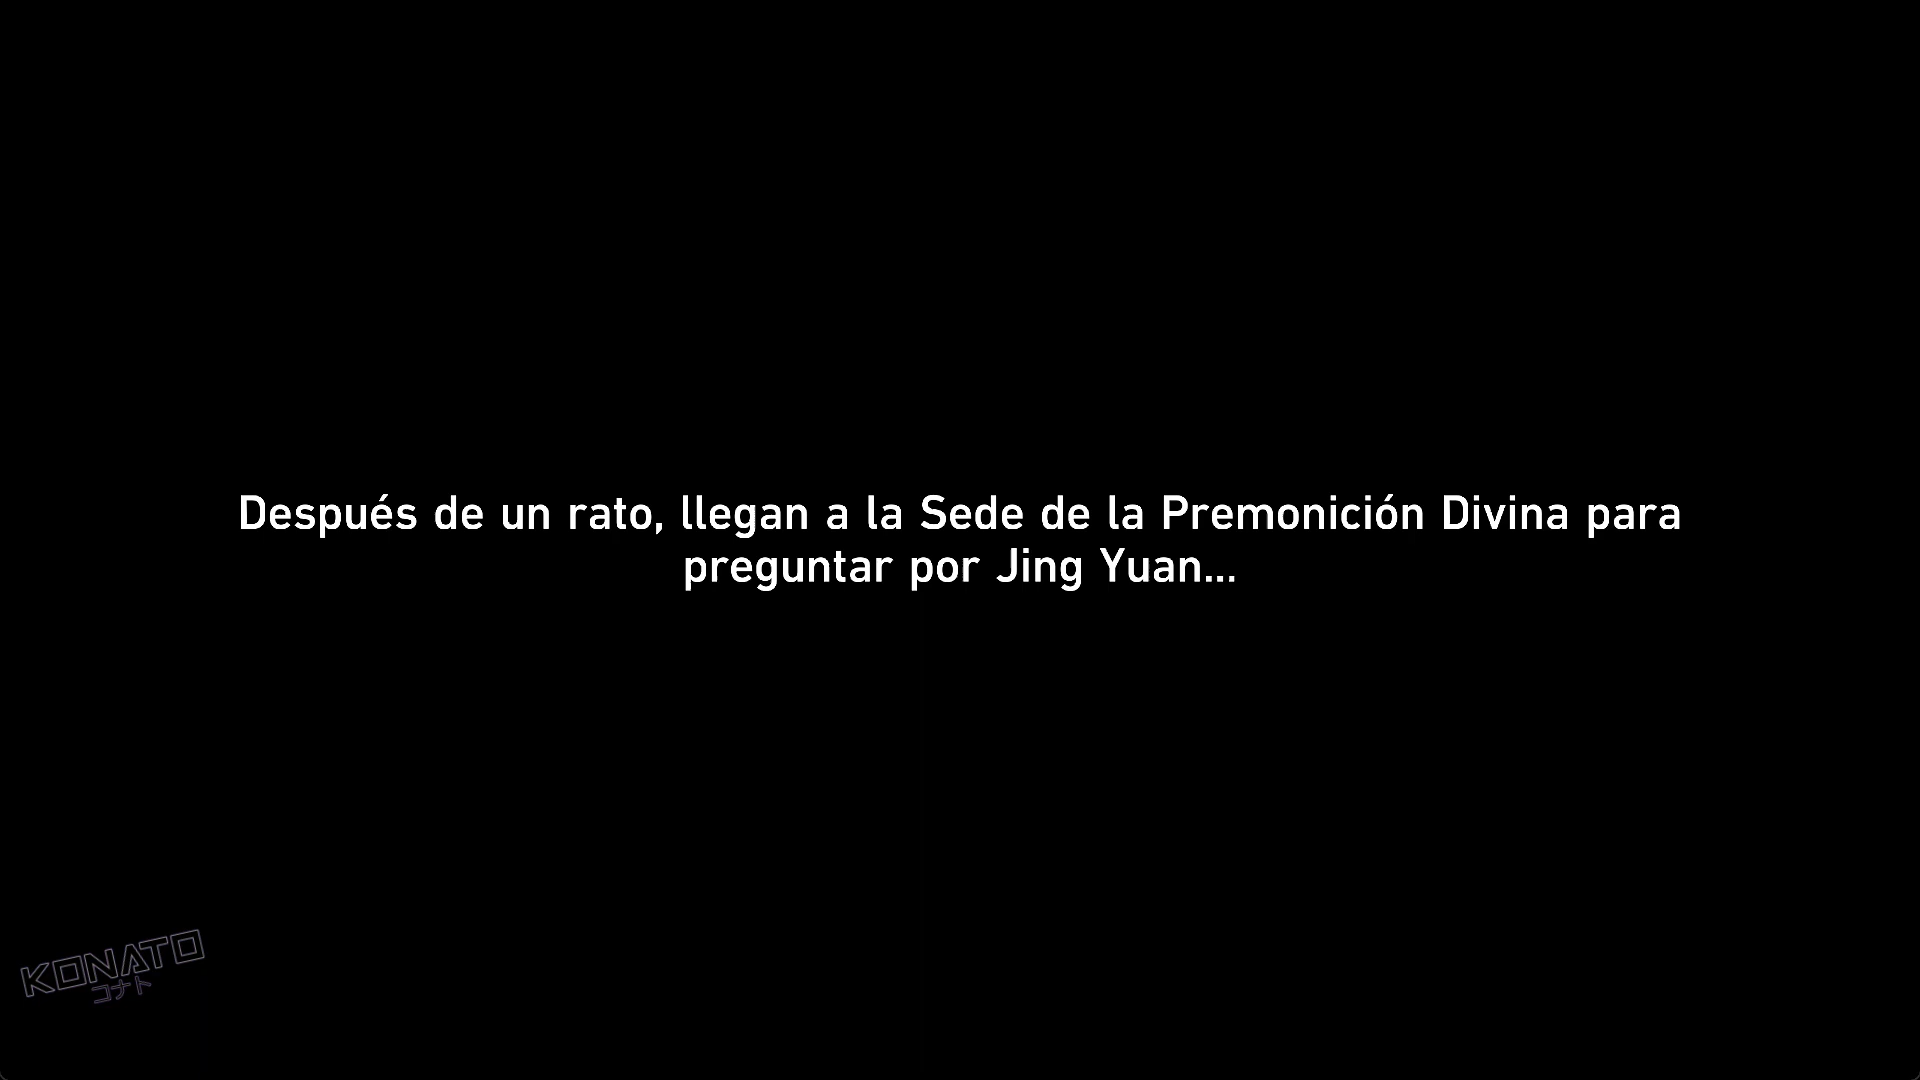 Después de un rato, llegan a la Sede de la Premonición Divina para
preguntar por Jing Yuan...
KONATO
コナト